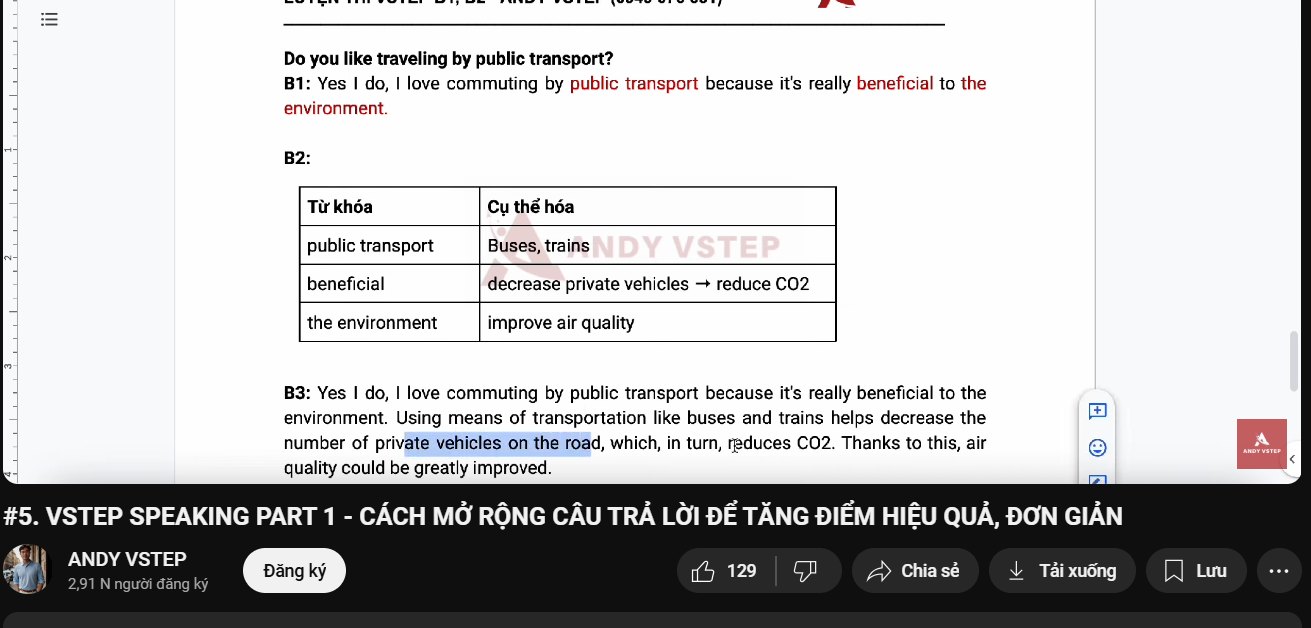 Do you like traveling by public transport?
B1: Yes I do, I love commuting by public transport because it's really beneficial to the
environment.
B2:
Từ khóa Cụ thể hóa
public transport Buses, trains
ANDY VSTEP
beneficial decrease private vehicles → reduce CO2
the environment improve air quality
B3: Yes I do, I love commuting by public transport because it's really beneficial to the
environment. Using means of transportation like buses and trains helps decrease the
number of private vehicles on the road, which, in turn, reduces CO2. Thanks to this, air
quality could be greatly improved.
1
2
3
4
ANDY VSTEP
#5. VSTEP SPEAKING PART 1 - CÁCH MỞ RỘNG CÂU TRẢ LỜI ĐỂ TĂNG ĐIỂM HIỆU QUẢ, ĐƠN GIẢN
ANDY VSTEP
2,91 N người đăng ký
Đăng ký
129
Chia sẻ
Tải xuống
Lưu